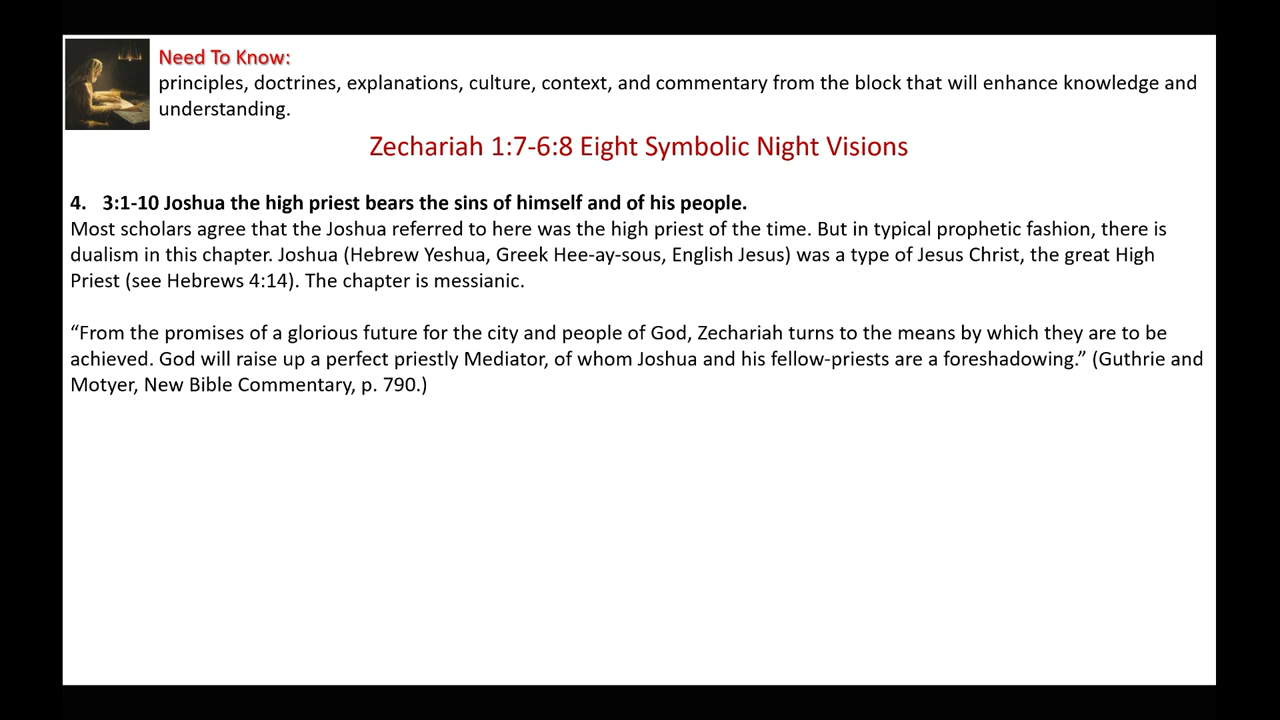 Need To Know:
principles, doctrines, explanations, culture, context, and commentary from the block that will enhance knowledge and
understanding.
Zechariah 1:7-6:8 Eight Symbolic Night Visions
4. 3:1-10 Joshua the high priest bears the sins of himself and of his people.
Most scholars agree that the Joshua referred to here was the high priest of the time. But in typical prophetic fashion, there is
dualism in this chapter. Joshua (Hebrew Yeshua, Greek Hee-ay-sous, English Jesus) was a type of Jesus Christ, the great High
Priest (see Hebrews 4:14). The chapter is messianic.
“From the promises of a glorious future for the city and people of God, Zechariah turns to the means by which they are to be
achieved. God will raise up a perfect priestly Mediator, of whom Joshua and his fellow-priests are a foreshadowing.” (Guthrie and
Motyer, New Bible Commentary, p. 790.)